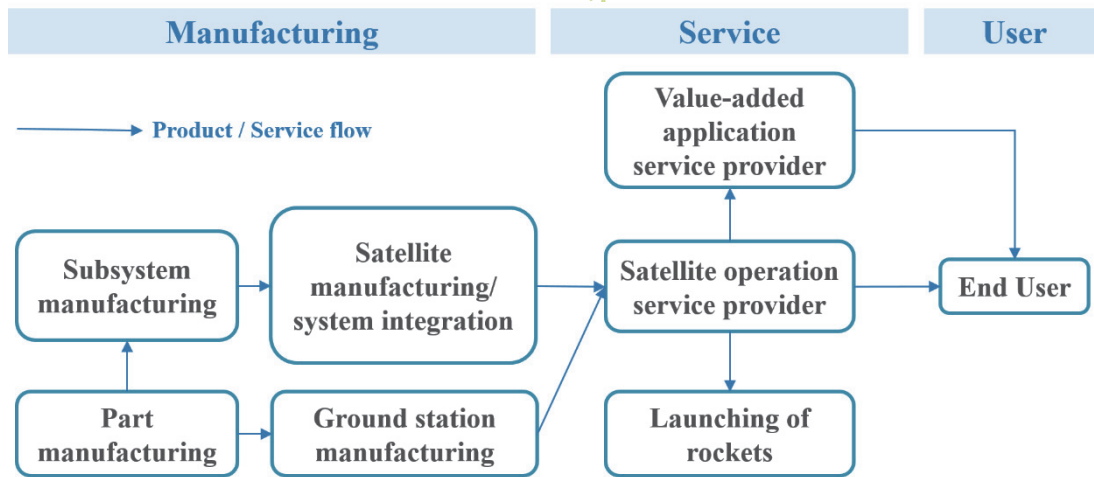 Manufacturing
Service
User
Product / Service flow
Value-added
application
service provider
Subsystem
manufacturing
Satellite
manufacturing/
system integration
Satellite operation
service provider
End User
Part
manufacturing
Ground station
manufacturing
Launching of
rockets